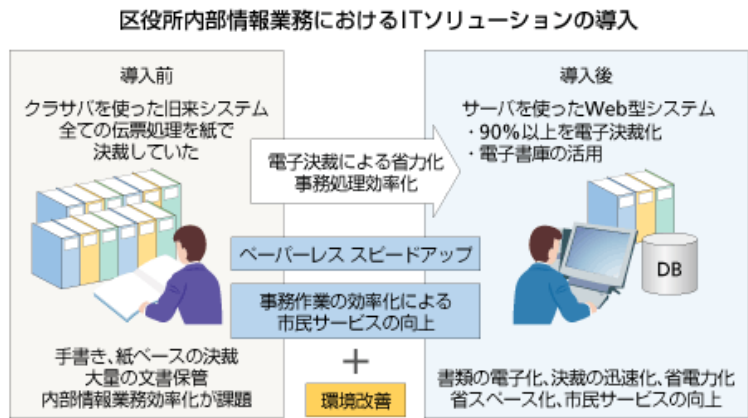 区役所内部情報業務におけるITソリューションの導入
導入前
クラサバを使った旧来システム
全ての伝票処理を紙で
決裁していた
手書き、紙ベースの決裁
大量の文書保管
内部情報業務効率化が課題
電子決裁による省力化
事務処理効率化
ペーパーレス スピードアップ
事務作業の効率化による
市民サービスの向上
+
環境改善
導入後
サーバを使ったWeb型システム
・90%以上を電子決裁化
・電子書庫の活用
DB
書類の電子化、決裁の迅速化、省電力化
省スペース化、市民サービスの向上